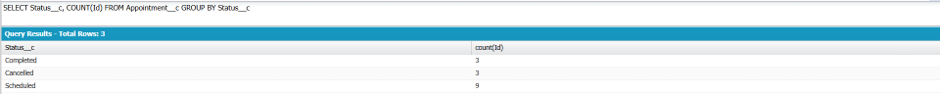 SELECT Status__c, COUNT(Id) FROM Appointment__c GROUP BY Status__c
Query Results - Total Rows: 3
Status__c count(Id)
Completed 3
Cancelled 3
Scheduled 9